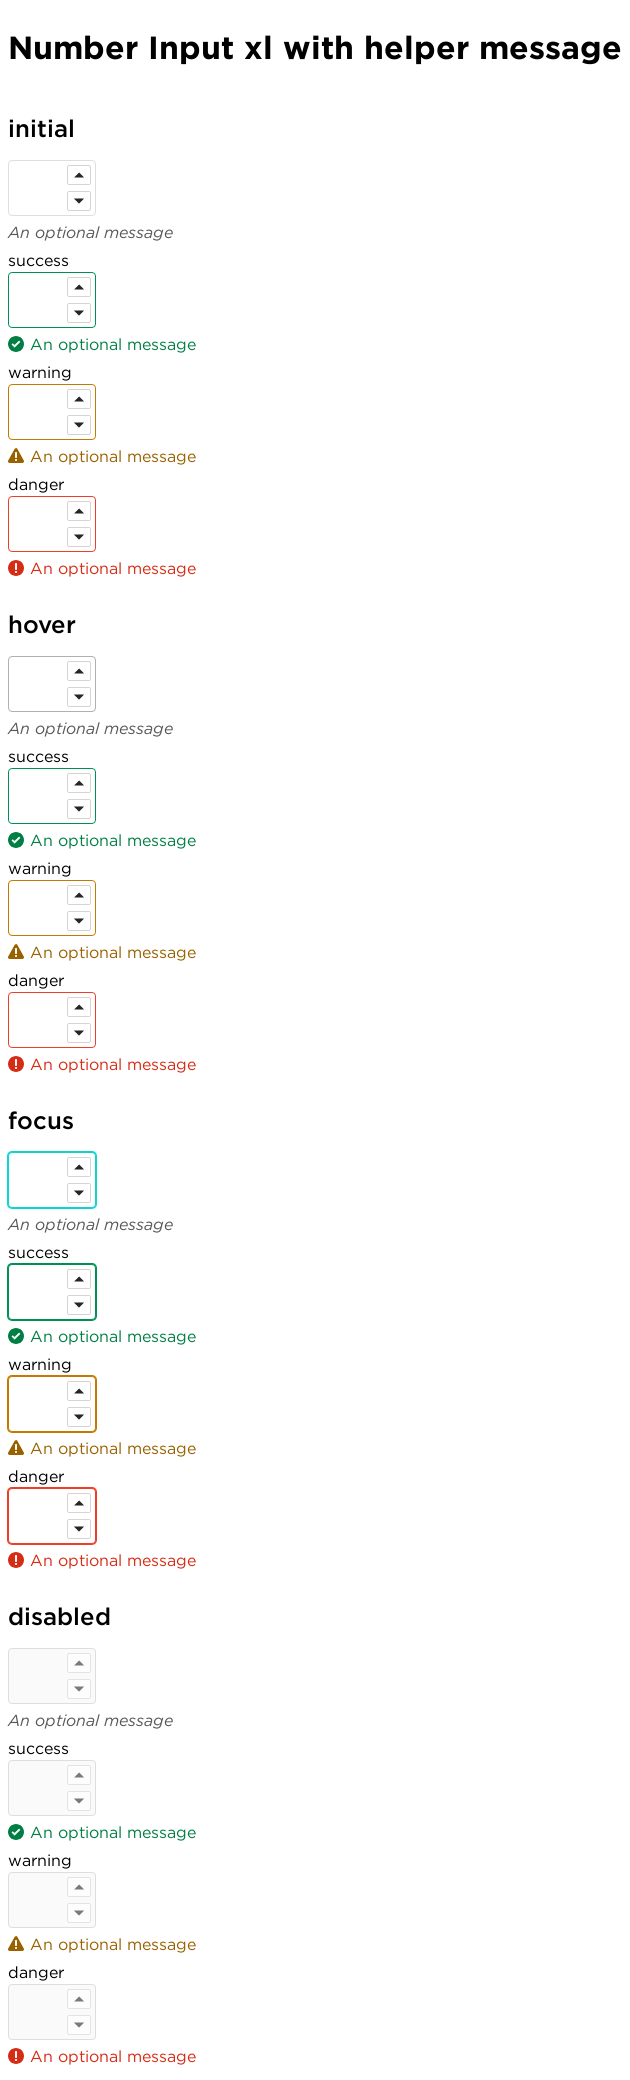 Number Input xl with helper message
initial
An optional message
success
An optional message
warning
An optional message
danger
An optional message
hover
An optional message
success
An optional message
warning
An optional message
danger
An optional message
focus
An optional message
success
An optional message
warning
An optional message
danger
An optional message
disabled
An optional message
success
An optional message
warning
An optional message
danger
An optional message